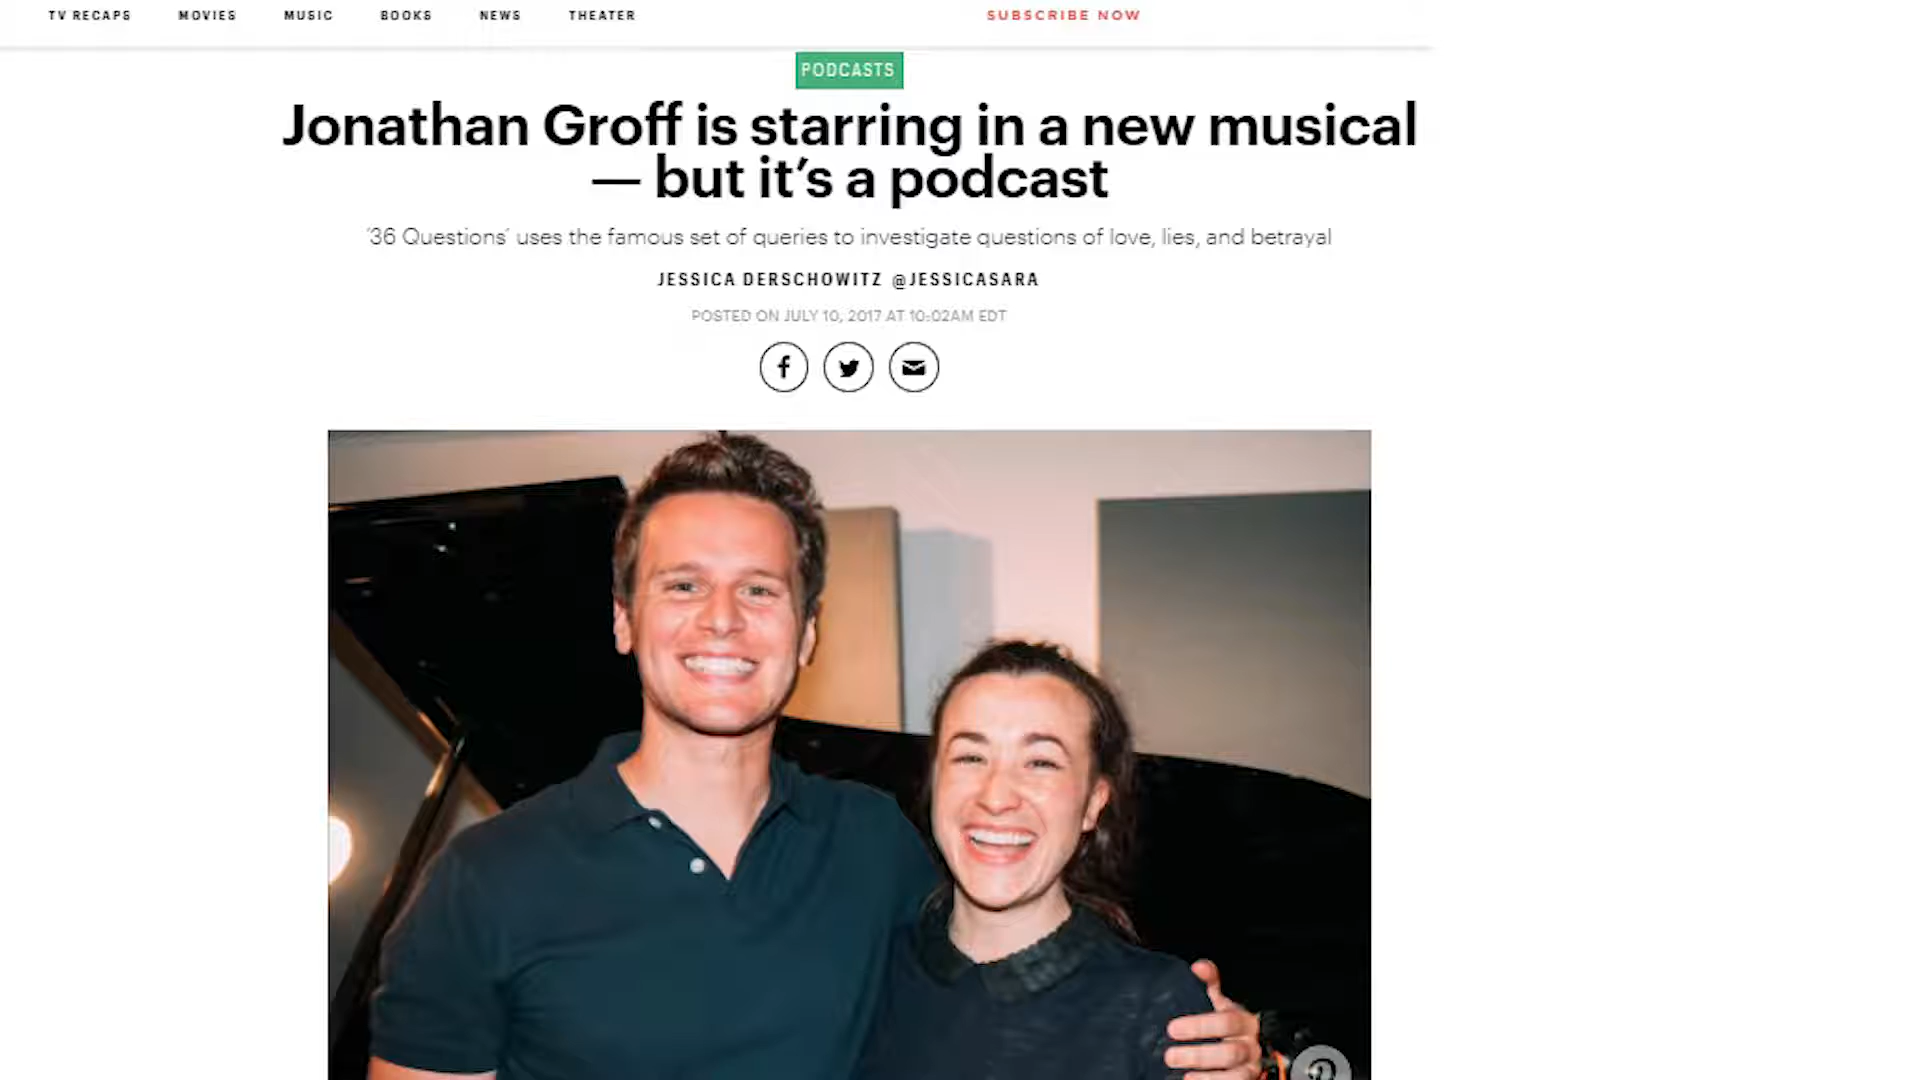 TV RECAPS MOVIES MUSIC BOOKS NEWS THEATER SUBSCRIBE NOW
PODCASTS
Jonathan Groff is starring in a new musical
— but it’s a podcast
‘36 Questions’ uses the famous set of queries to investigate questions of love, lies, and betrayal
JESSICA DERSCHOWITZ @JESSICASARA
POSTED ON JULY 10, 2017 AT 10:02AM EDT